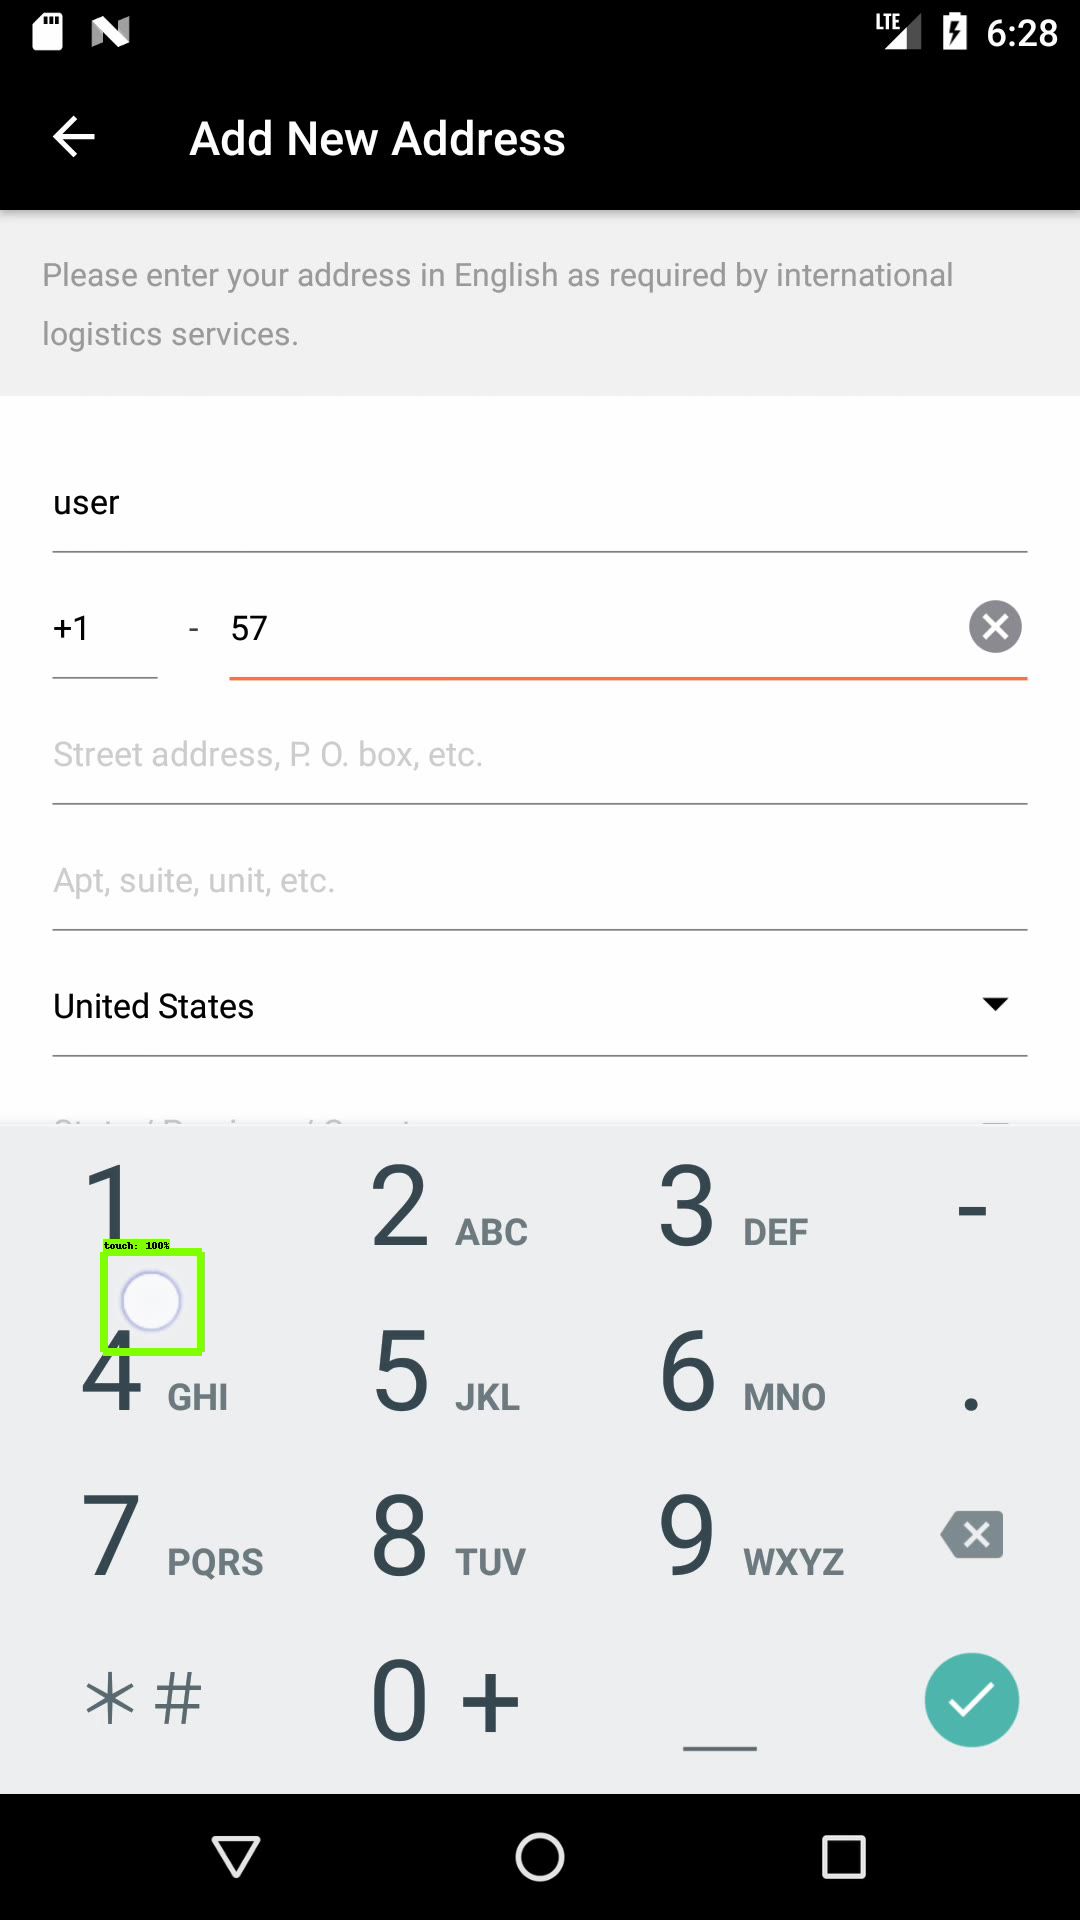 LTE 6:28
Add New Address
Please enter your address in English as required by international
logistics services.
user
+1 - 57
Street address, P. O. box, etc.
Apt, suite, unit, etc.
United States
1 2 ABC 3 DEF -
touch: 100%
4 GHI 5 JKL 6 MNO .
7 PQRS 8 TUV 9 WXYZ
* # 0 + _